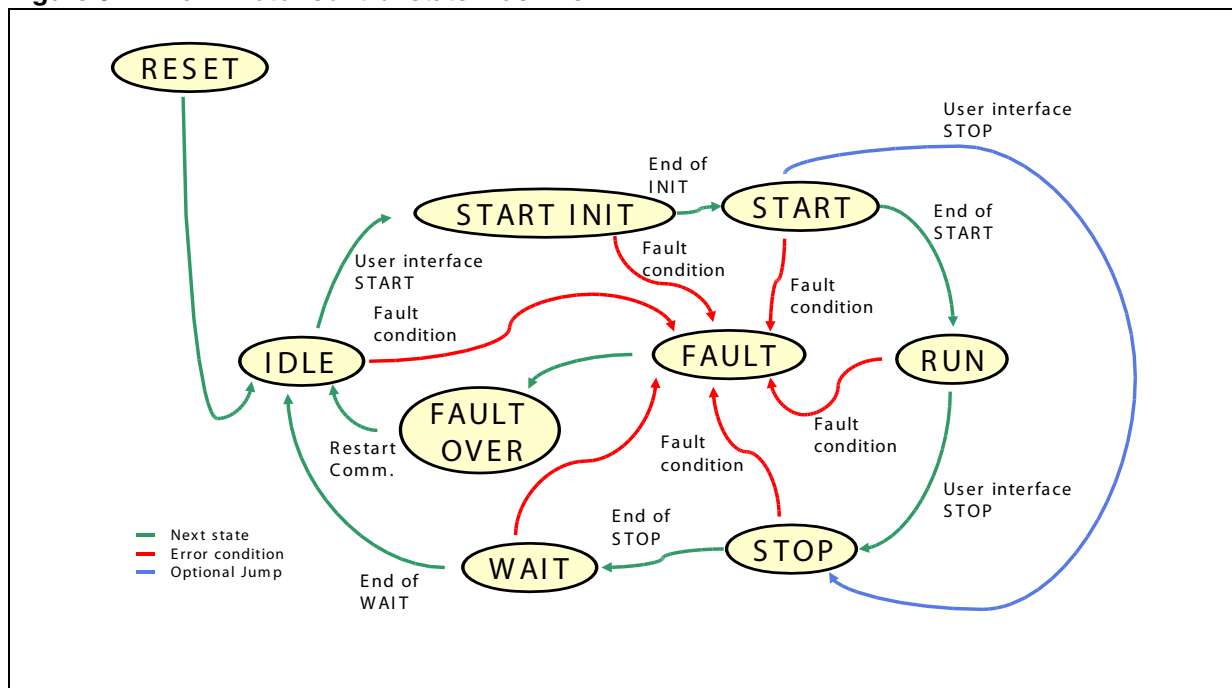 RESET
User interface
STOP
End of
INIT
START INIT
START
End of
START
User interface
START
Fault
condition
Fault
condition
Fault
condition
IDLE
FAULT
RUN
FAULT
OVER
Restart
Comm.
Fault
condition
Fault
condition
User interface
STOP
End of
STOP
STOP
WAIT
End of
WAIT
Next state
Error condition
Optional Jump